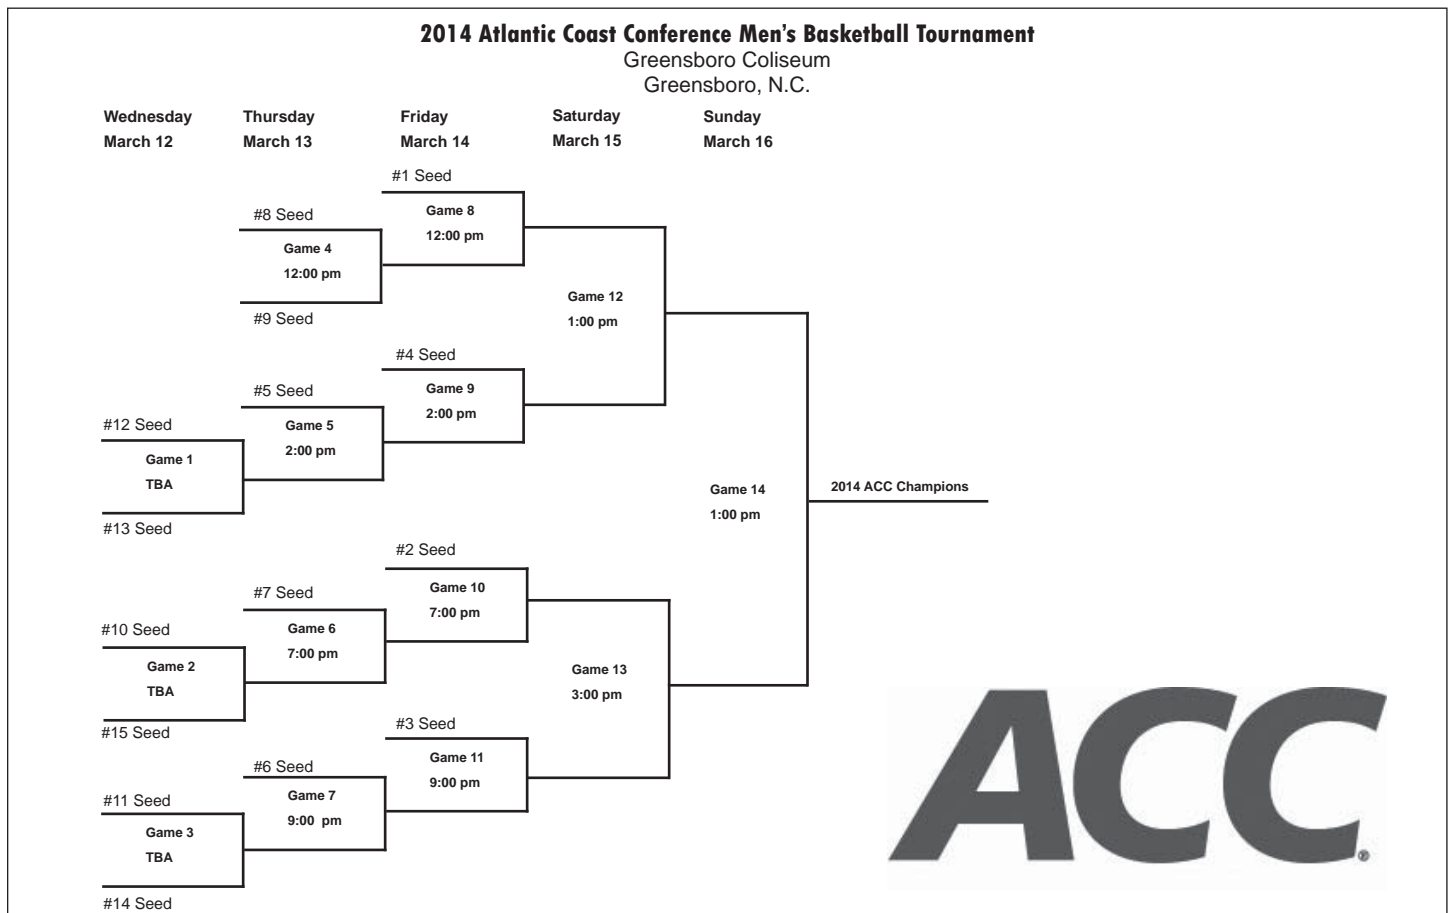 2014 Atlantic Coast Conference Men's Basketball Tournament
Greensboro Coliseum
Greensboro, N.C.
Wednesday
March 12
Thursday
March 13
Friday
March 14
Saturday
March 15
Sunday
March 16
#1 Seed
Game 8
12:00 pm
#8 Seed
Game 4
12:00 pm
#9 Seed
Game 12
1:00 pm
#4 Seed
Game 9
2:00 pm
#5 Seed
Game 5
2:00 pm
#12 Seed
Game 1
TBA
#13 Seed
Game 14
1:00 pm
2014 ACC Champions
#2 Seed
Game 10
7:00 pm
#7 Seed
Game 6
7:00 pm
#10 Seed
Game 2
TBA
#15 Seed
Game 13
3:00 pm
#3 Seed
Game 11
9:00 pm
#6 Seed
Game 7
9:00 pm
#11 Seed
Game 3
TBA
#14 Seed
ACC®